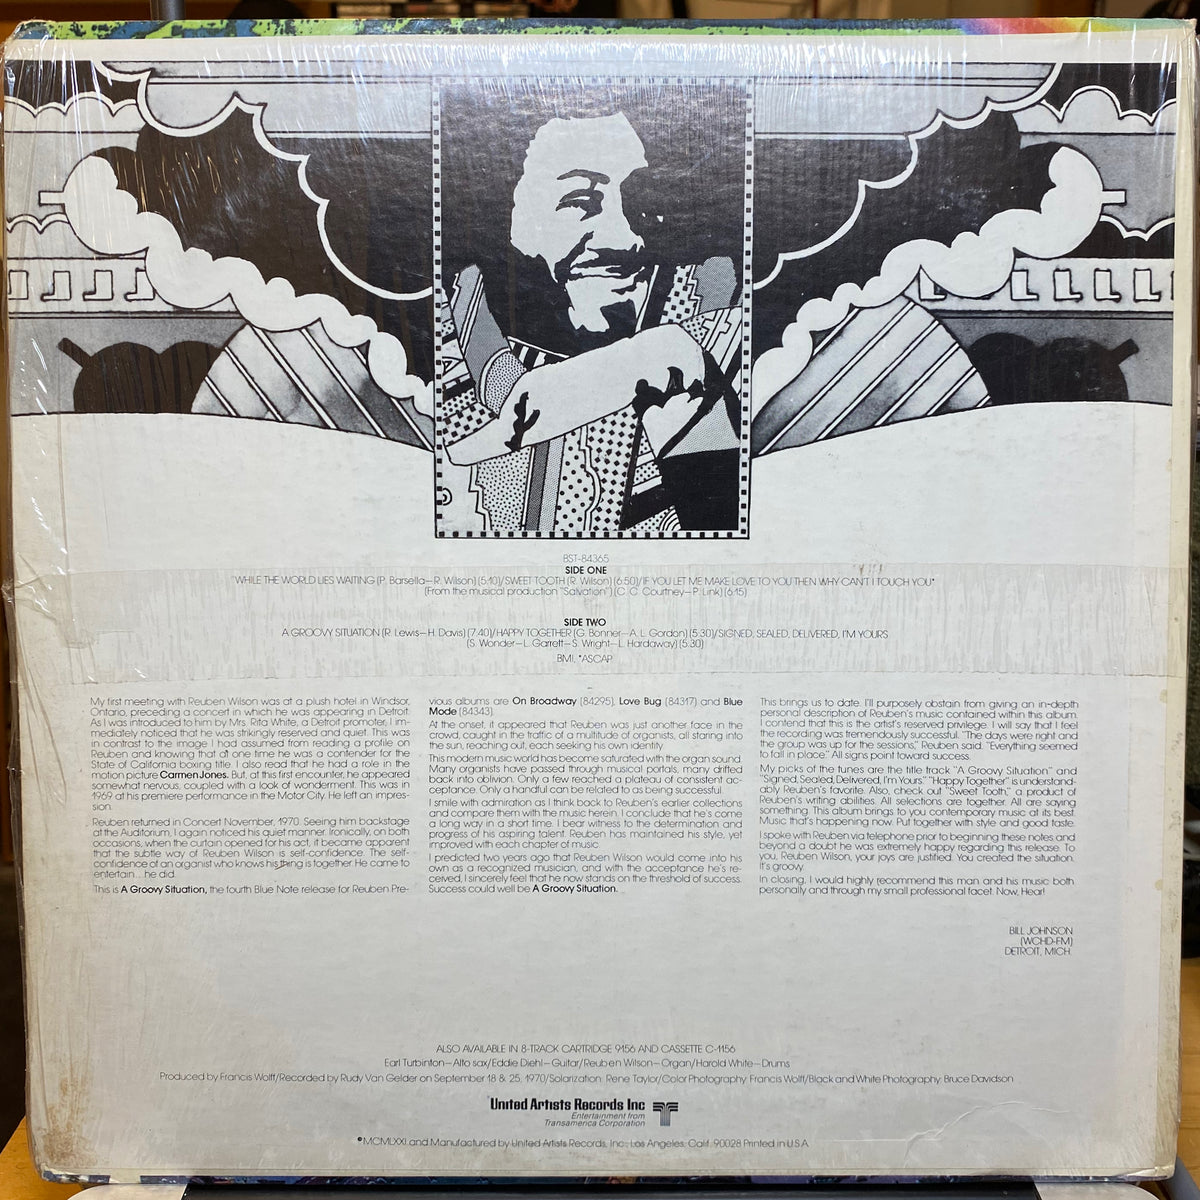 BST-84365
SIDE ONE
WHILE THE WORLD LIES WAITING (P. Barsella—R. Wilson) (5:10)/SWEET TOOTH (R. Wilson) (6:50)/IF YOU LET ME MAKE LOVE TO YOU THEN WHY CAN'T I TOUCH YOU*
(From the musical production "Salvation") (C. C. Courtney—P. Link) (6:15)
SIDE TWO
A GROOVY SITUATION (R. Lewis—H. Davis) (7:40)/HAPPY TOGETHER (G. Bonner—A. L. Gordon) (5:30)/SIGNED, SEALED, DELIVERED, I'M YOURS
(S. Wonder—L. Garrett—S. Wright—L. Hardaway) (5:30)
BMI. *ASCAP
My first meeting with Reuben Wilson was at a plush hotel in Windsor,
Ontario, preceding a concert in which he was appearing in Detroit.
As I was introduced to him by Mrs. Rita White, a Detroit promoter, I im-
mediately noticed that he was strikingly reserved and quiet. This was
in contrast to the image I had assumed from reading a profile on
Reuben and knowing that at one time he was a contender for the
State of California boxing title. I also read that he had a role in the
motion picture Carmen Jones. But, at this first encounter, he appeared
somewhat nervous, coupled with a look of wonderment. This was in
1969 at his premiere performance in the Motor City. He left an impres-
sion.
Reuben returned in Concert November, 1970. Seeing him backstage
at the Auditorium, I again noticed his quiet manner. Ironically, on both
occasions, when the curtain opened for his act, it became apparent
that the subtle way of Reuben Wilson is self-confidence. The self-
confidence of an organist who knows his thing is together. He came to
entertain... he did.
This is A Groovy Situation, the fourth Blue Note release for Reuben. Pre-
vious albums are On Broadway (84295), Love Bug (84317) and Blue
Mode (84343).
At the onset, it appeared that Reuben was just another face in the
crowd, caught in the traffic of a multitude of organists, all staring into
the sun, reaching out, each seeking his own identity.
This modern music world has become saturated with the organ sound.
Many organists have passed through musical portals, many drifted
back into oblivion. Only a few reached a plateau of consistent ac-
ceptance. Only a handful can be related to as being successful.
I smile with admiration as I think back to Reuben's earlier collections
and compare them with the music herein, I conclude that he's come
a long way in a short time. I bear witness to the determination and
progress of his aspiring talent. Reuben has maintained his style, yet
improved with each chapter of music.
I predicted two years ago that Reuben Wilson would come into his
own as a recognized musician, and with the acceptance he's re-
ceived, I sincerely feel that he now stands on the threshold of success.
Success could well be A Groovy Situation.
This brings us to date. I'll purposely obstain from giving an in-depth
personal description of Reuben's music contained within this album.
I contend that this is the artist's reserved privilege. I will say that I feel
the recording was tremendously successful. "The days were right and
the group was up for the sessions," Reuben said. "Everything seemed
to fall in place." All signs point toward success.
My picks of the tunes are the title track "A Groovy Situation" and
"Signed, Sealed, Delivered, I'm Yours." "Happy Together" is understand-
ably Reuben's favorite. Also, check out "Sweet Tooth," a product of
Reuben's writing abilities. All selections are together. All are saying
something. This album brings to you contemporary music at its best.
Music that's happening now. Put together with style and good taste.
I spoke with Reuben via telephone prior to beginning these notes and
beyond a doubt he was extremely happy regarding this release. To
you, Reuben Wilson, your joys are justified. You created the situation.
It's groovy.
In closing, I would highly recommend this man and his music both
personally and through my small professional facet. Now, Hear!
BILL JOHNSON
(WCHD-FM)
DETROIT, MICH.
ALSO AVAILABLE IN 8-TRACK CARTRIDGE 9156 AND CASSETTE C-1156
Earl Turbinton—Alto sax/Eddie Diehl—Guitar/Reuben Wilson—Organ/Harold White—Drums
Produced by Francis Wolff/Recorded by Rudy Van Gelder on September 18 & 25, 1970/Solarization: Rene Taylor/Color Photography: Francis Wolff/Black and White Photography: Bruce Davidson
United Artists Records Inc
Entertainment from
Transamerica Corporation
℗MCMLXXI and Manufactured by United Artists Records, Inc., Los Angeles, Calif. 90028 Printed in U.S.A.